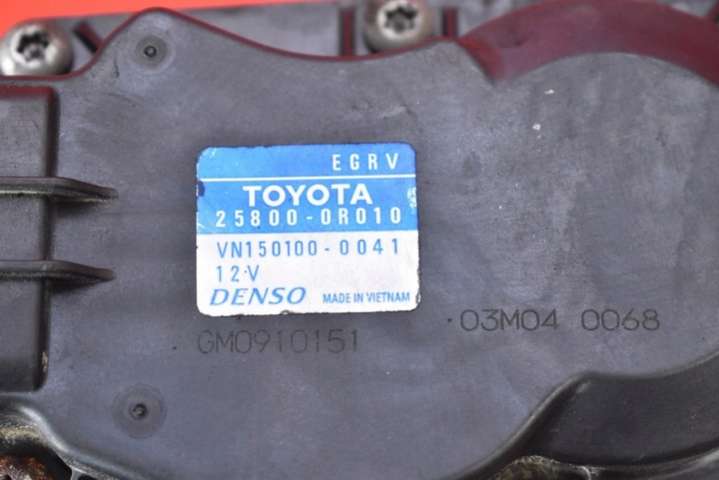 EGRV
TOYOTA
25800-0R010
VN150100-0041
12V
DENSO MADE IN VIETNAM
03M04 0068
GM0910151